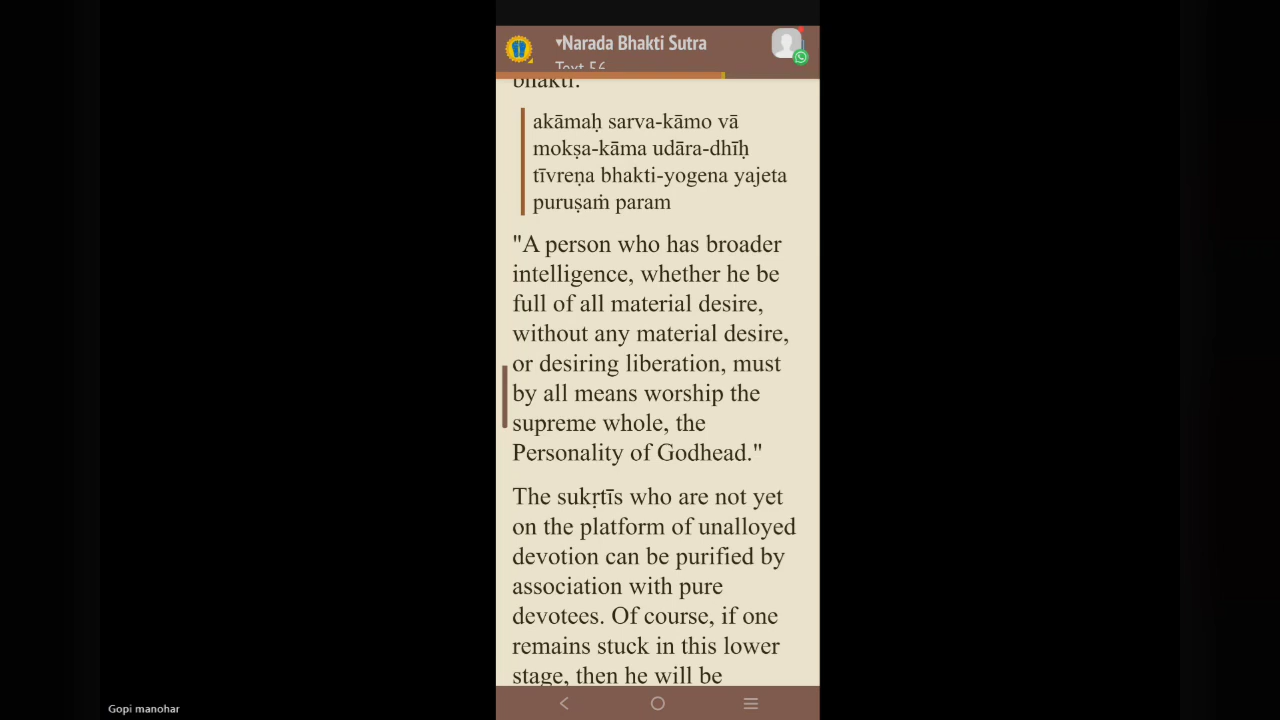 ▾Narada Bhakti Sutra
Text 56
bhakti:
akāmaḥ sarva-kāmo vā
mokṣa-kāma udāra-dhīḥ
tīvreṇa bhakti-yogena yajeta
puruṣaṁ param
"A person who has broader
intelligence, whether he be
full of all material desire,
without any material desire,
or desiring liberation, must
by all means worship the
supreme whole, the
Personality of Godhead."
The sukṛtīs who are not yet
on the platform of unalloyed
devotion can be purified by
association with pure
devotees. Of course, if one
remains stuck in this lower
stage, then he will be
Gopi manohar